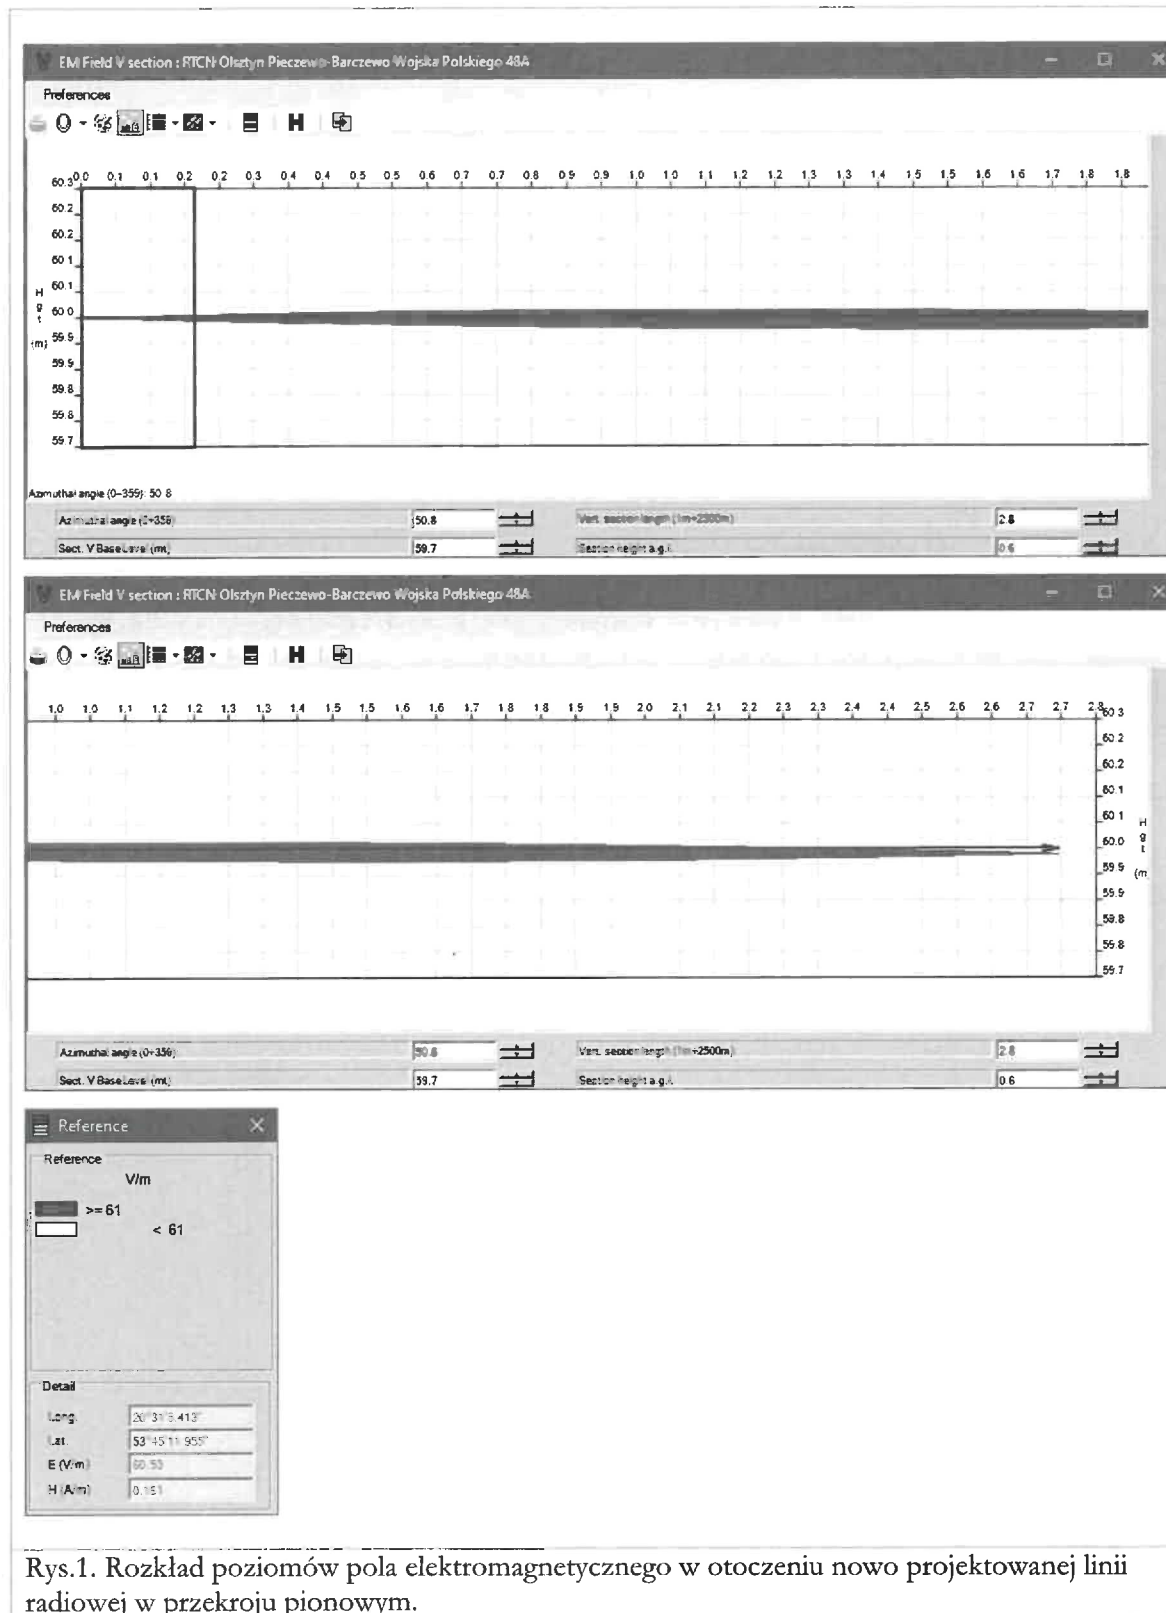 EM Field V section : RTCN Olsztyn Pieczewo-Barczewo Wojska Polskiego 48A
Preferences
0.0 0.1 0.1 0.2 0.2 0.3 0.4 0.4 0.5 0.5 0.6 0.7 0.7 0.8 0.8 0.9 0.9 1.0 1.0 1.1 1.2 1.2 1.3 1.3 1.4 1.5 1.5 1.6 1.6 1.7 1.8 1.8
60.3
60.2
60.2
60.1
60.1
60.0
59.9
59.9
59.8
59.8
59.7
Hgt (m)
Azimuthal angle (0-359): 50.8
Azimuthal angle (0÷359) 50.8 Vert. section length (1m÷2500m) 2.8
Sect. V Base Level (mt) 59.7 Section height a.g.l. 0.6
EM Field V section : RTCN Olsztyn Pieczewo-Barczewo Wojska Polskiego 48A
Preferences
1.0 1.0 1.1 1.2 1.2 1.3 1.3 1.4 1.5 1.5 1.6 1.6 1.7 1.8 1.8 1.9 1.9 2.0 2.1 2.1 2.2 2.3 2.4 2.4 2.5 2.6 2.6 2.7 2.7 2.8
60.3
60.2
60.2
60.1
60.1
60.0
59.9
59.9
59.8
59.8
59.7
Hgt (m
Azimuthal angle (0÷359) 50.8 Vert. section length (1m÷2500m) 2.8
Sect. V Base Level (mt) 59.7 Section height a.g.l. 0.6
Reference
Reference
V/m
>= 61
< 61
Detail
Long.
Lat. 53°45'11.955"
E (V/m) 60.53
H (A/m) 0.161
Rys.1. Rozkład poziomów pola elektromagnetycznego w otoczeniu nowo projektowanej linii
radiowej w przekroju pionowym.